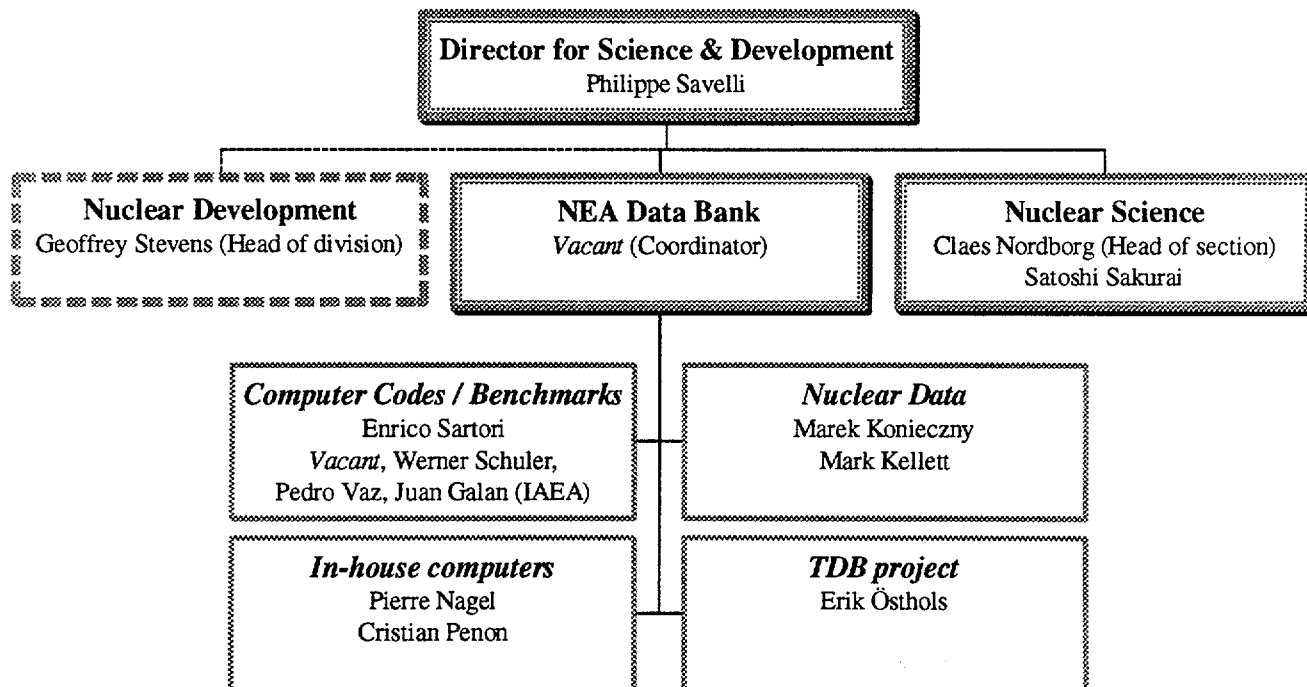 Director for Science & Development
Philippe Savelli
Nuclear Development
Geoffrey Stevens (Head of division)
NEA Data Bank
Vacant (Coordinator)
Nuclear Science
Claes Nordborg (Head of section)
Satoshi Sakurai
Computer Codes / Benchmarks
Enrico Sartori
Vacant, Werner Schuler,
Pedro Vaz, Juan Galan (IAEA)
Nuclear Data
Marek Konieczny
Mark Kellett
In-house computers
Pierre Nagel
Cristian Penon
TDB project
Erik Östhols